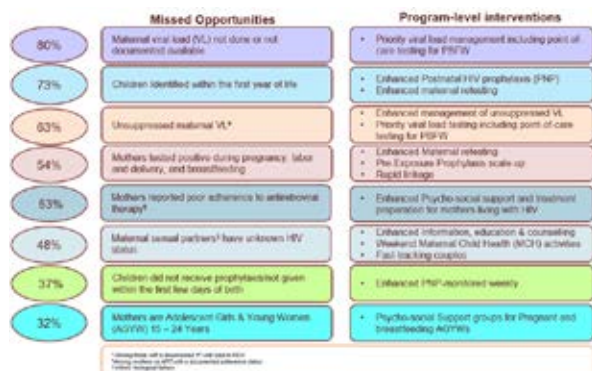 Missed Opportunities
Program-level interventions
80%
Maternal viral load (VL) not done or not
documented available
• Priority viral load management including point of
care testing for PBFW
73%
Children identified within the first year of life
• Enhanced Postnatal HIV prophylaxis (PNP)
• Enhanced maternal retesting
63%
Unsuppressed maternal VL*
• Enhanced management of unsuppressed VL
• Priority viral load testing including point-of-care
testing for PBFW
54%
Mothers tested positive during pregnancy, labor
and delivery, and breastfeeding
• Enhanced Maternal retesting
• Pre Exposure Prophylaxis scale-up
• Rapid linkage
53%
Mothers reported poor adherence to antiretroviral
therapy
• Enhanced Psycho-social support and treatment
preparation for mothers living with HIV
48%
Maternal sexual partners have unknown HIV
status
• Enhanced information, education & counseling
• Weekend Maternal Child Health (MCH) activities
• Fast-tracking couples
37%
Children did not receive prophylaxis/not given
within the first few days of birth
• Enhanced PNP-monitored weekly
32%
Mothers are Adolescent Girls & Young Women
(AGYW) 15 – 24 Years
• Psycho-social Support groups for Pregnant and
breastfeeding AGYWs